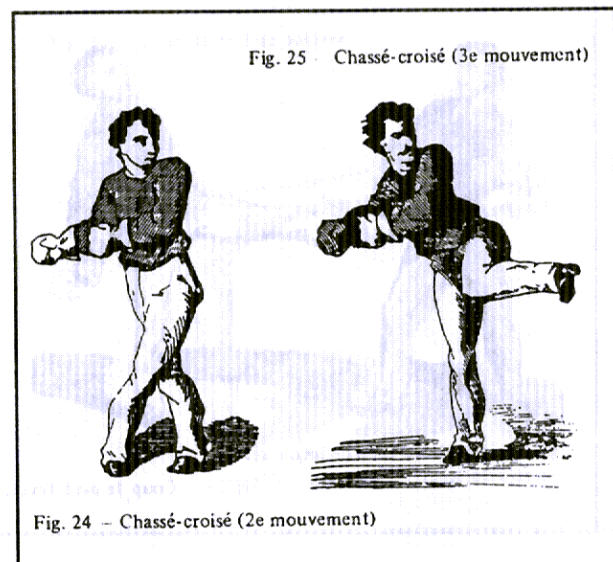 Fig. 25 Chassé-croisé (3e mouvement)
Fig. 24 – Chassé-croisé (2e mouvement)